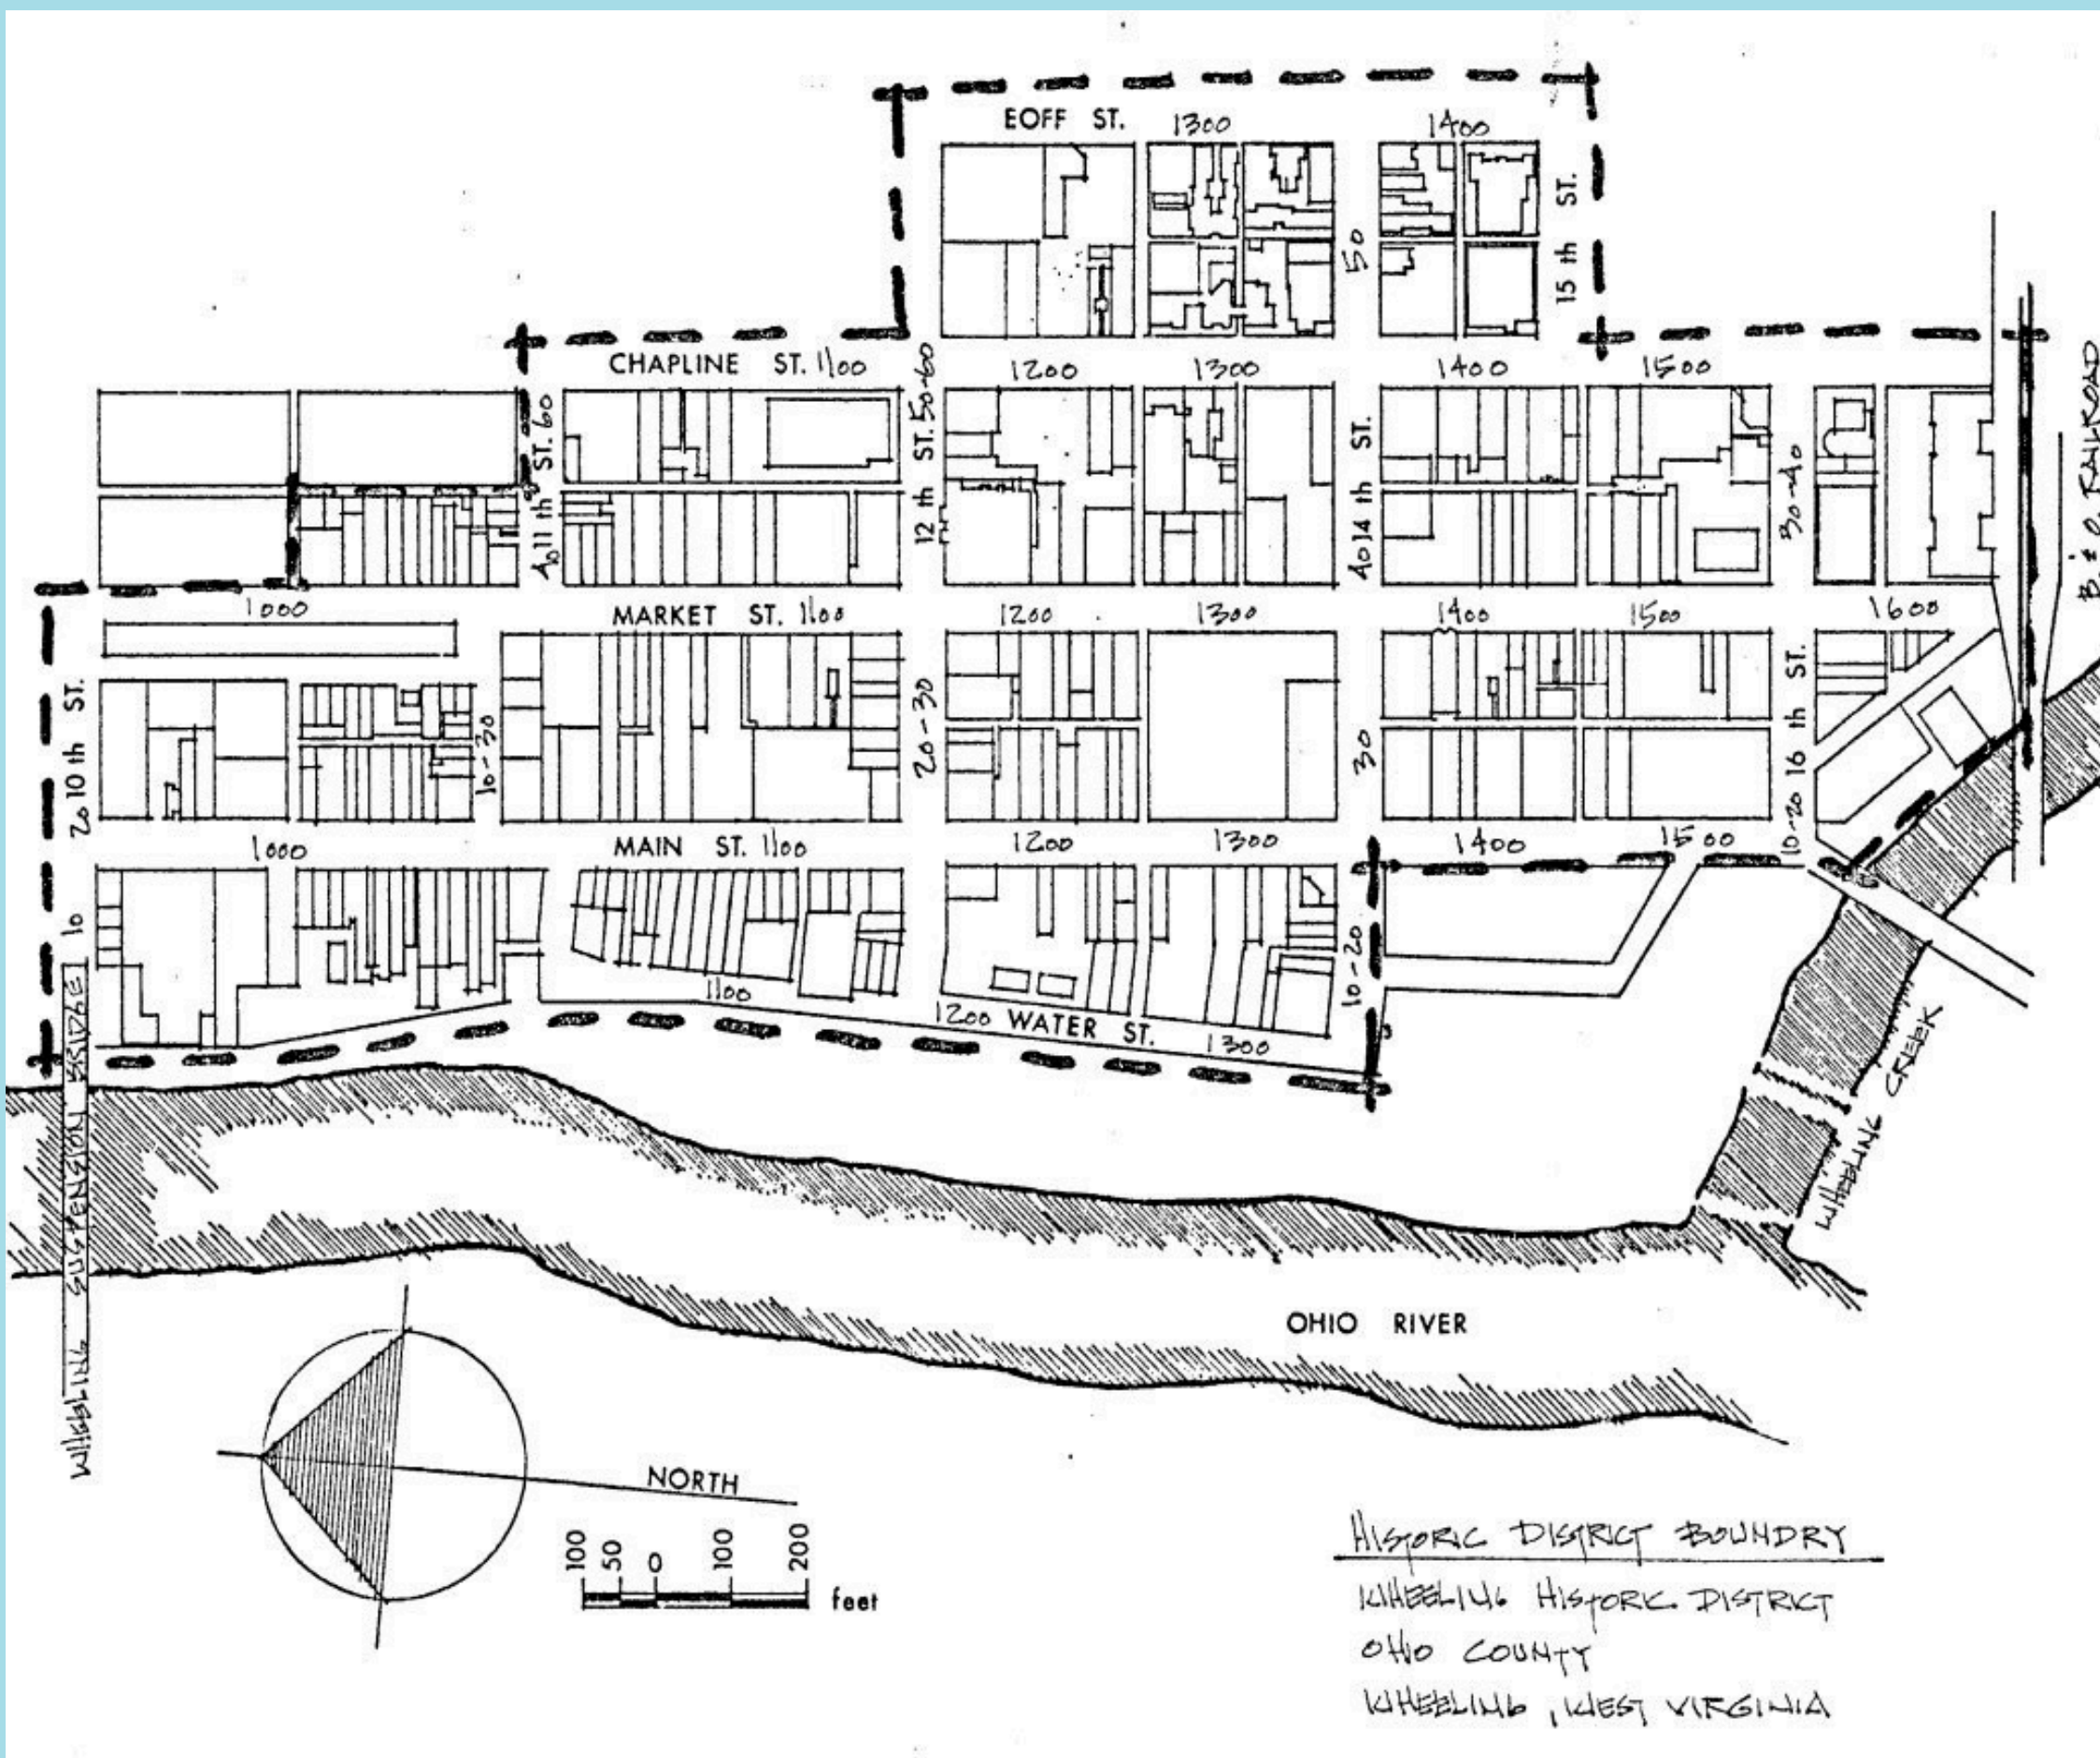 EOFF ST. 1300 1400
15 th ST.
50
CHAPLINE ST. 1100 1200 1300 1400 1500
11 th ST. 60
40
12 th ST. 50-60
40 14 th ST.
30-40
B. & O. RAILROAD
1000 MARKET ST. 1100 1200 1300 1400 1500 1600
20 10 th ST.
10
10-30
20-30
30
10-20 16 th ST.
1000 MAIN ST. 1100 1200 1300 1400 1500
10-20
1100
1200 WATER ST. 1300
WHEELING SUSPENSION BRIDGE
WHEELING CREEK
OHIO RIVER
NORTH
100 50 0 100 200
feet
HISTORIC DISTRICT BOUNDRY
WHEELING HISTORIC DISTRICT
OHIO COUNTY
WHEELING, WEST VIRGINIA